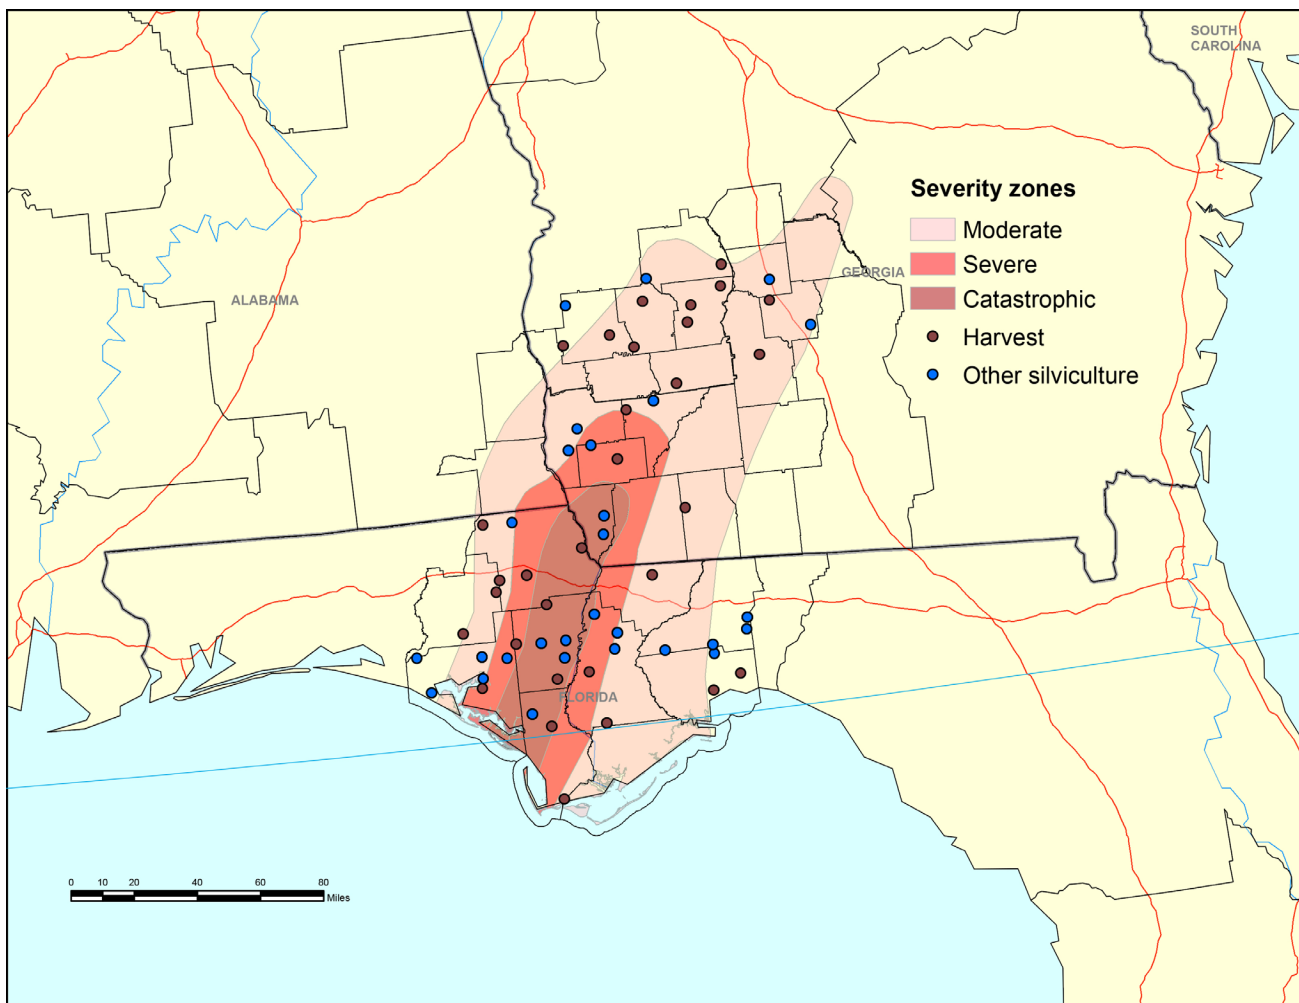 SOUTH
CAROLINA
Severity zones
Moderate
GEORGIA
Severe
ALABAMA
Catastrophic
Harvest
Other silviculture
FLORIDA
0 10 20 40 60 80
Miles